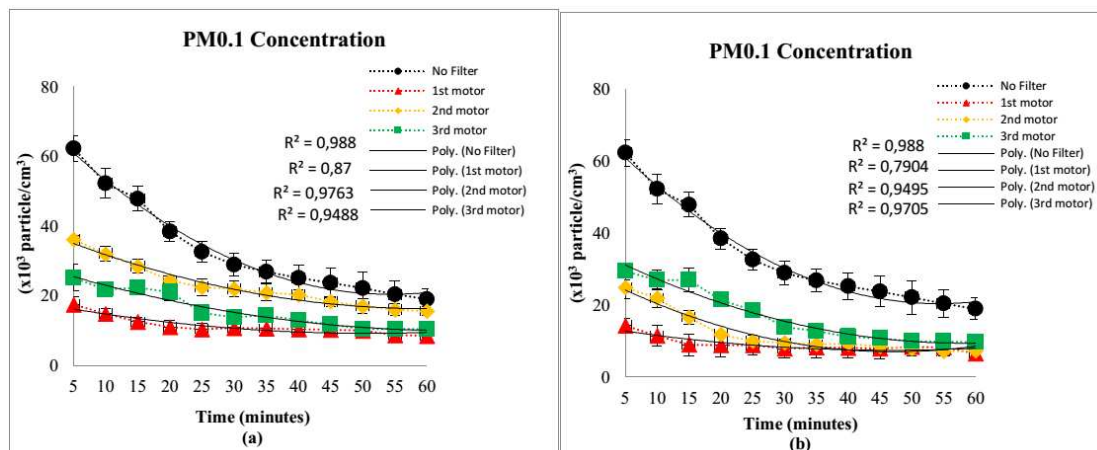 PM0.1 Concentration
No Filter
1st motor
2nd motor
3rd motor
Poly. (No Filter)
Poly. (1st motor)
Poly. (2nd motor)
Poly. (3rd motor)
R² = 0,988
R² = 0,87
R² = 0,9763
R² = 0,9488
(x10³ particle/cm³)
80
60
40
20
0
5 10 15 20 25 30 35 40 45 50 55 60
Time (minutes)
(a)
PM0.1 Concentration
No Filter
1st motor
2nd motor
3rd motor
Poly. (No Filter)
Poly. (1st motor)
Poly. (2nd motor)
Poly. (3rd motor)
R² = 0,988
R² = 0,7904
R² = 0,9495
R² = 0,9705
(x10³ particle/cm³)
80
60
40
20
0
5 10 15 20 25 30 35 40 45 50 55 60
Time (minutes)
(b)